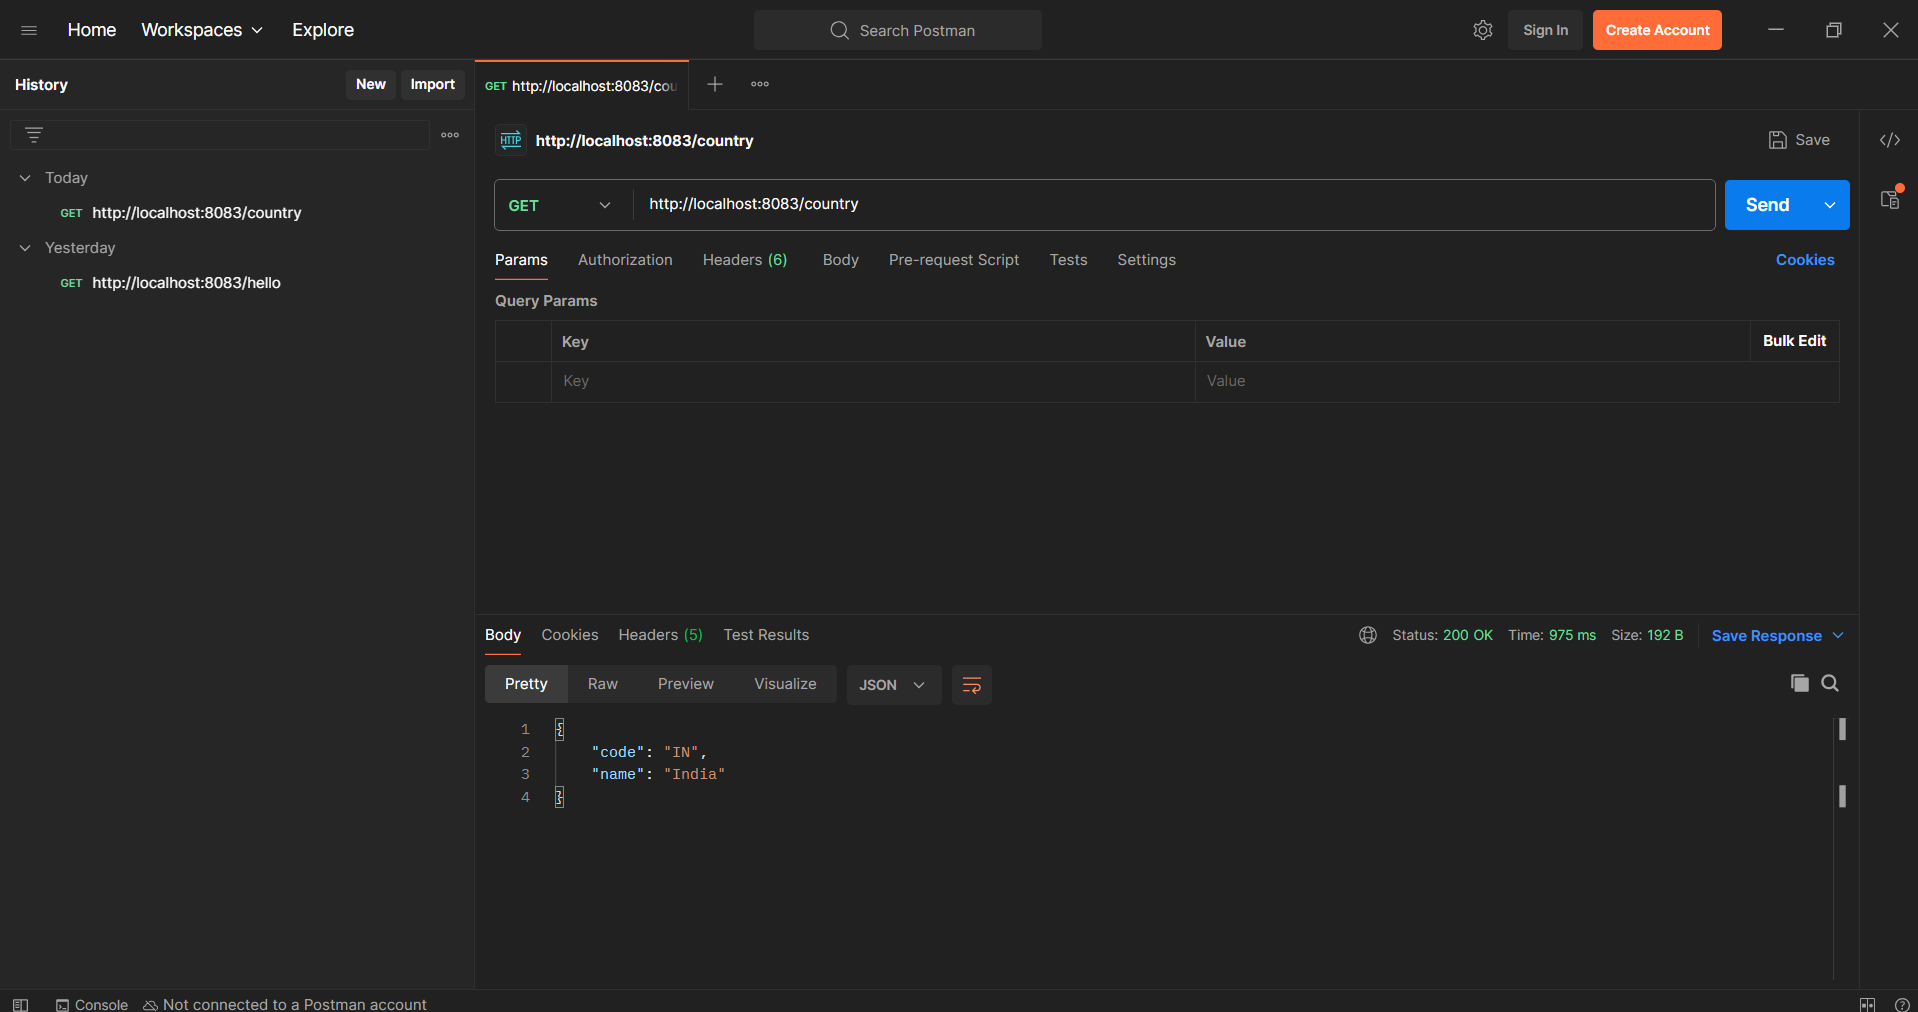 Home Workspaces Explore Search Postman Sign In Create Account
History New Import
GET http://localhost:8083/cou
HTTP http://localhost:8083/country Save
Today
GET http://localhost:8083/country
Yesterday
GET http://localhost:8083/hello
GET http://localhost:8083/country Send
Params Authorization Headers (6) Body Pre-request Script Tests Settings Cookies
Query Params
Key Value Bulk Edit
Key Value
Body Cookies Headers (5) Test Results Status: 200 OK Time: 975 ms Size: 192 B Save Response
Pretty Raw Preview Visualize JSON
1 {
2 "code": "IN",
3 "name": "India"
4 }
Console Not connected to a Postman account